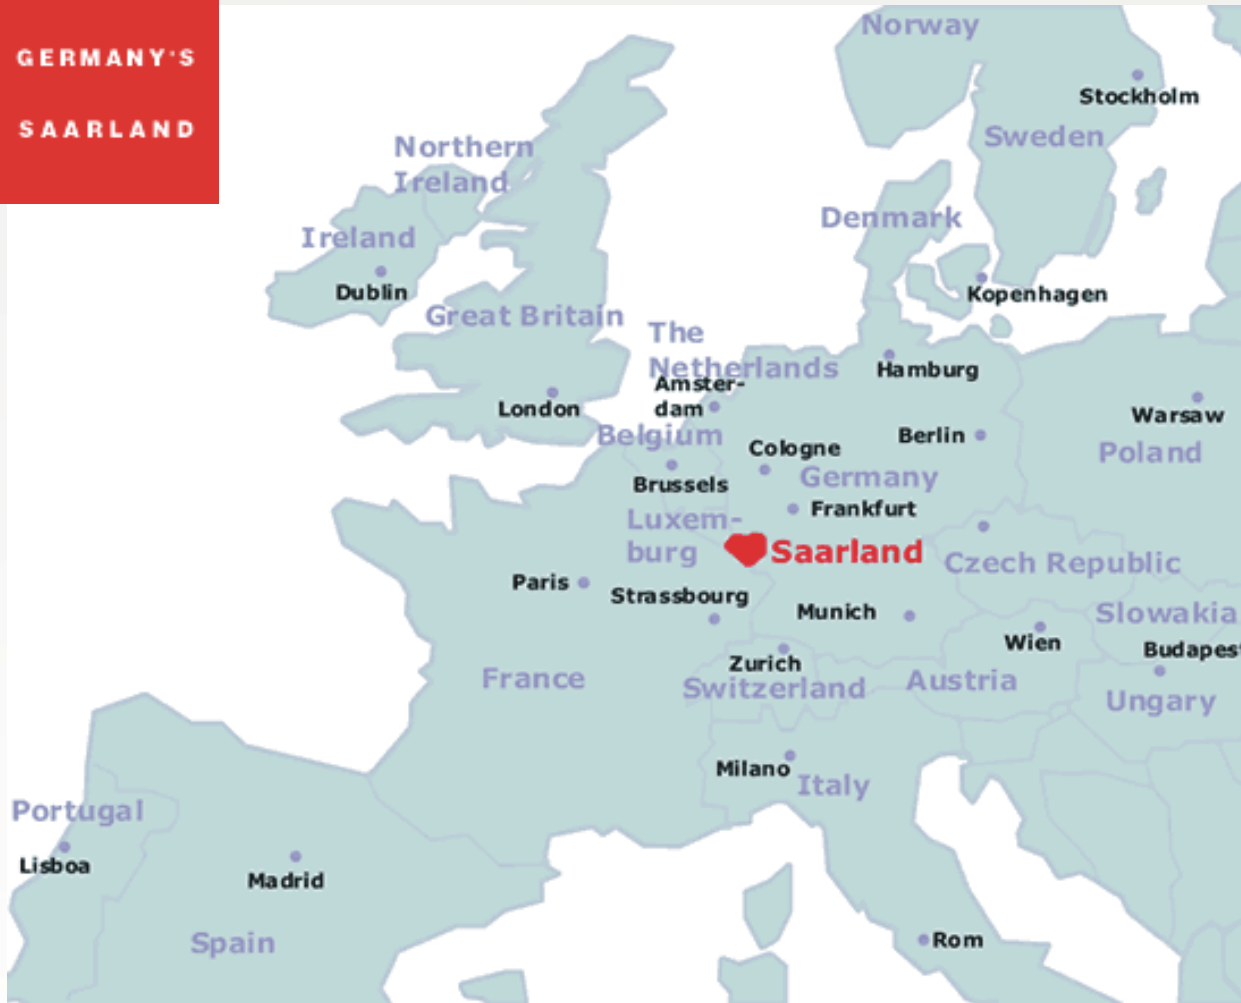 GERMANY'S
SAARLAND
Norway
Stockholm
Sweden
Northern
Ireland
Denmark
Ireland
Dublin
Kopenhagen
Great Britain
The
Netherlands
Hamburg
Amster-
dam
London
Warsaw
Belgium
Berlin
Cologne
Poland
Germany
Brussels
Frankfurt
Luxem-
burg
Saarland
Czech Republic
Paris
Strassbourg
Munich
Slowakia
Wien
Budapest
Zurich
France
Switzerland
Austria
Ungary
Milano
Italy
Portugal
Lisboa
Madrid
Spain
Rom